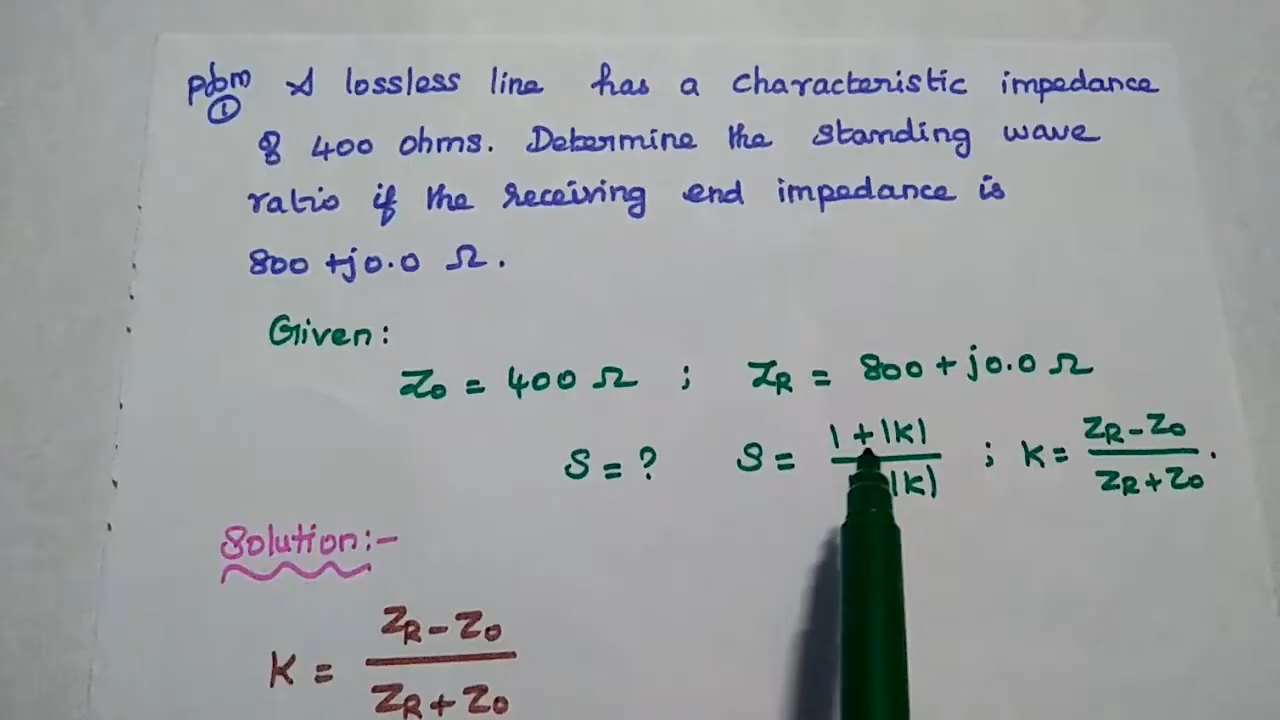 pbm A lossless line has a characteristic impedance
①
of 400 ohms. Determine the standing wave
ratio if the receiving end impedance is
800 +j0.0 Ω.
Given:
Z0 = 400 Ω ; ZR = 800 + j0.0 Ω
S = ? S = 1 + |K| / |K| ; K = ZR - Z0 / ZR + Z0 .
Solution:-
K = ZR - Z0 / ZR + Z0